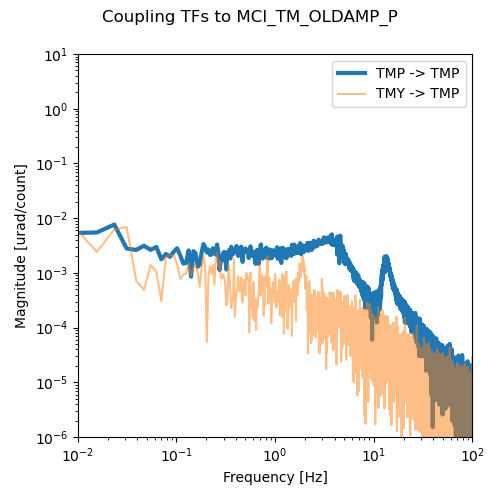 Coupling TFs to MCI_TM_OLDAMP_P
TMP -> TMP
TMY -> TMP
Magnitude [urad/count]
10^1
10^0
10^-1
10^-2
10^-3
10^-4
10^-5
10^-6
10^-2
10^-1
10^0
10^1
10^2
Frequency [Hz]